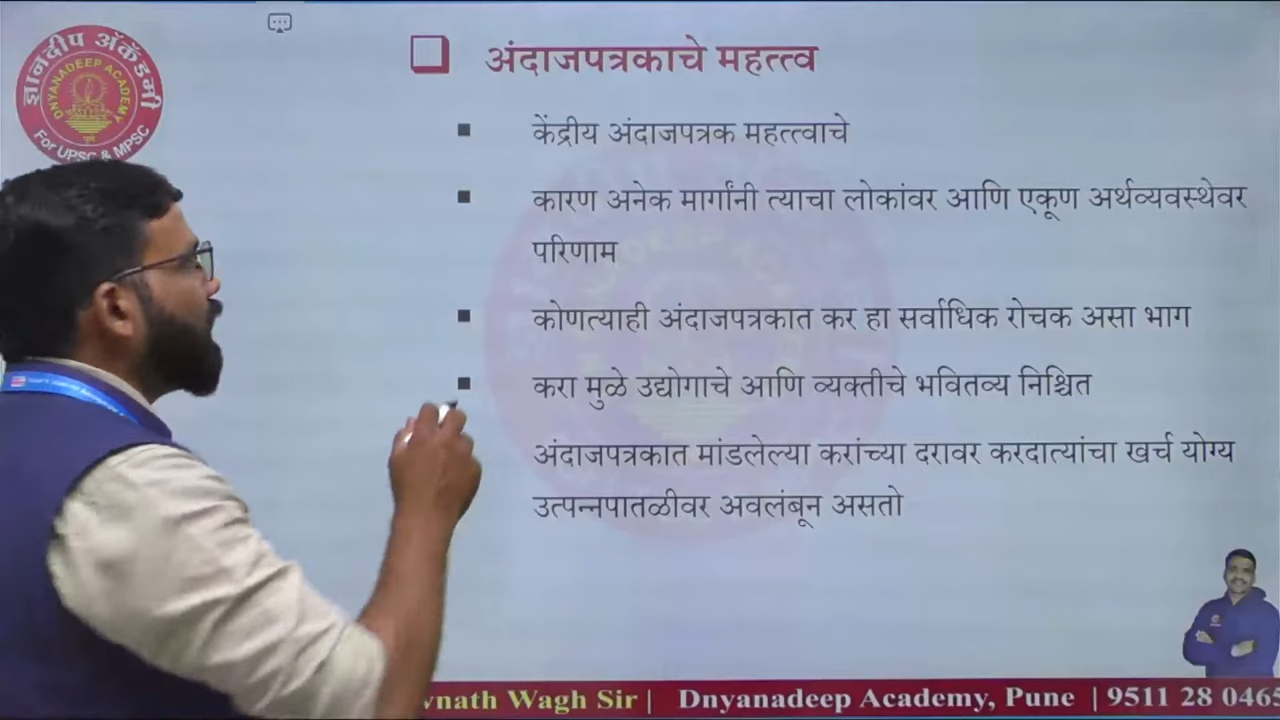 ज्ञानदीप अॅकॅडमी
DNYANADEEP ACADEMY
पुणे
For UPSC & MPSC
अंदाजपत्रकाचे महत्त्व
केंद्रीय अंदाजपत्रक महत्त्वाचे
कारण अनेक मार्गांनी त्याचा लोकांवर आणि एकूण अर्थव्यवस्थेवर
परिणाम
कोणत्याही अंदाजपत्रकात कर हा सर्वाधिक रोचक असा भाग
करा मुळे उद्योगाचे आणि व्यक्तीचे भवितव्य निश्चित
अंदाजपत्रकात मांडलेल्या करांच्या दरावर करदात्यांचा खर्च योग्य
उत्पन्नपातळीवर अवलंबून असतो
vnath Wagh Sir | Dnyanadeep Academy, Pune | 9511 28 0465